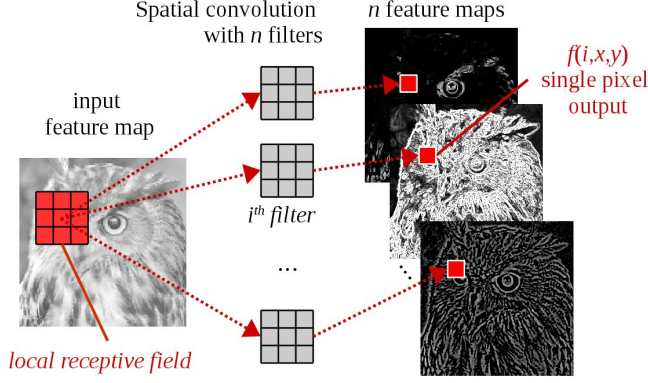 Spatial convolution
with n filters
n feature maps
f(i,x,y)
single pixel
output
input
feature map
ith filter
...
...
local receptive field